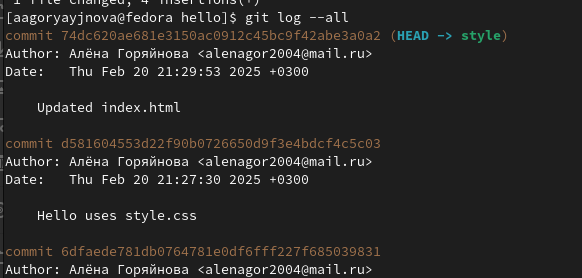 1 file changed, 4 insertions(+)
[aagoryayjnova@fedora hello]$ git log --all
commit 74dc620ae681e3150ac0912c45bc9f42abe3a0a2 (HEAD -> style)
Author: Алёна Горяйнова <alenagor2004@mail.ru>
Date:   Thu Feb 20 21:29:53 2025 +0300
Updated index.html
commit d581604553d22f90b0726650d9f3e4bdcf4c5c03
Author: Алёна Горяйнова <alenagor2004@mail.ru>
Date:   Thu Feb 20 21:27:30 2025 +0300
Hello uses style.css
commit 6dfaede781db0764781e0df6fff227f685039831
Author: Алёна Горяйнова <alenagor2004@mail.ru>